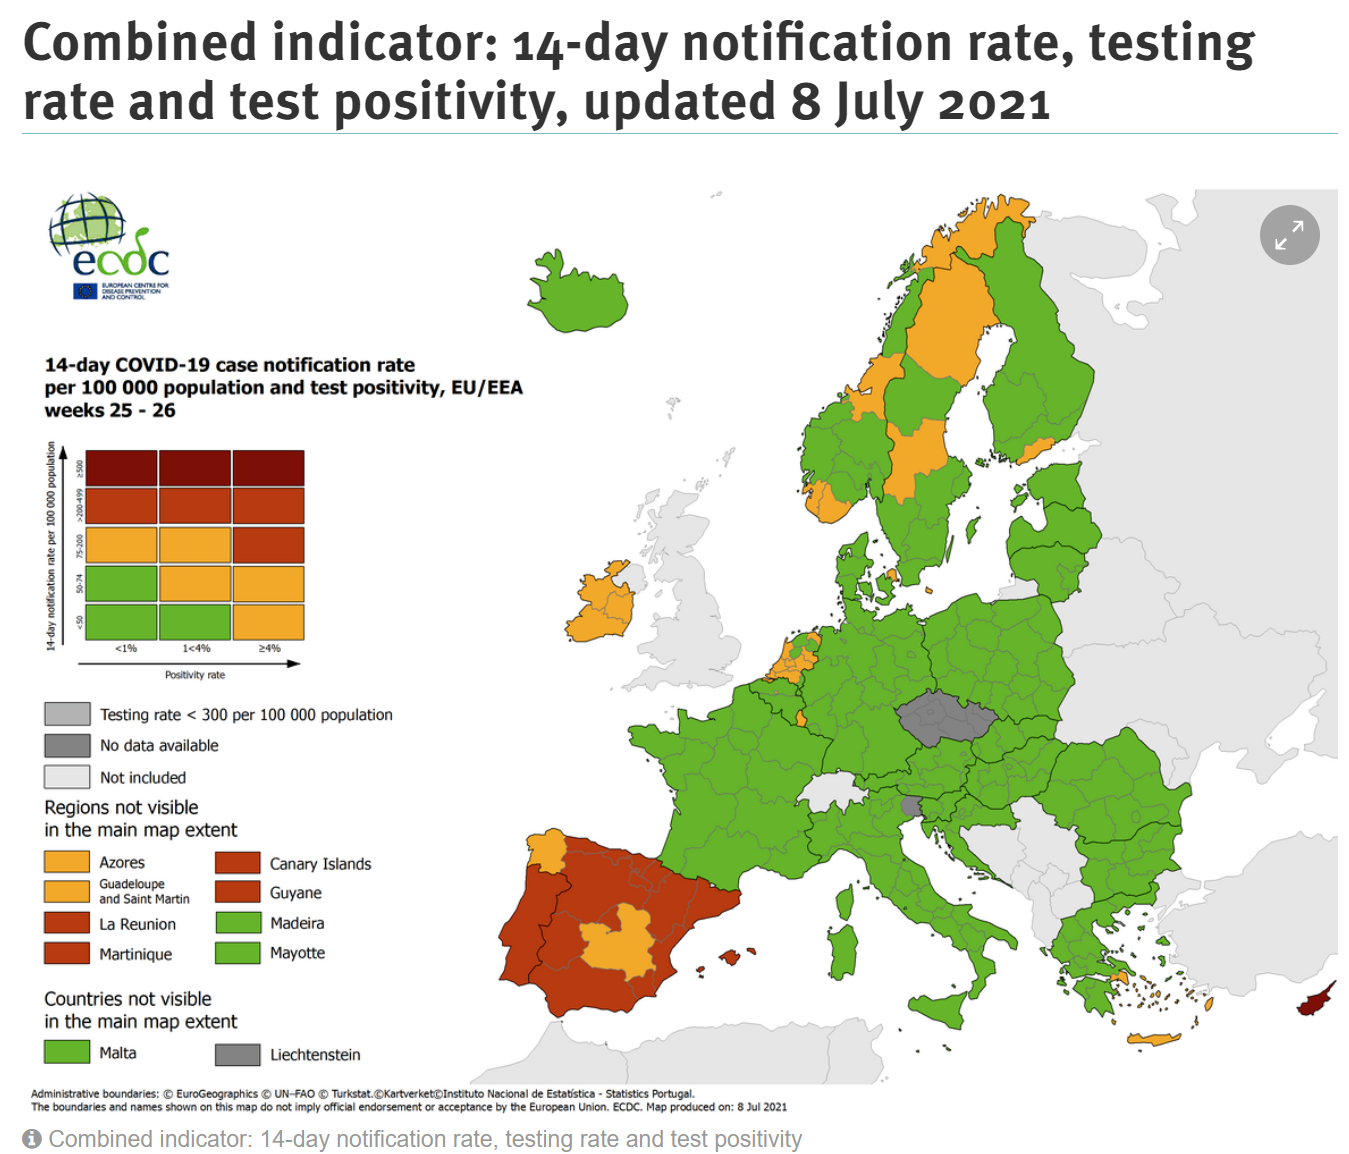 Combined indicator: 14-day notification rate, testing
rate and test positivity, updated 8 July 2021
ecdc
EUROPEAN CENTRE FOR
DISEASE PREVENTION
AND CONTROL
14-day COVID-19 case notification rate
per 100 000 population and test positivity, EU/EEA
weeks 25 - 26
14-day notification rate per 100 000 population
≥500
>200-499
75-200
50-74
<50
<1%
1<4%
≥4%
Positivity rate
Testing rate < 300 per 100 000 population
No data available
Not included
Regions not visible
in the main map extent
Azores
Canary Islands
Guadeloupe
and Saint Martin
Guyane
La Reunion
Madeira
Martinique
Mayotte
Countries not visible
in the main map extent
Malta
Liechtenstein
Administrative boundaries: © EuroGeographics © UN–FAO © Turkstat.©Kartverket©Instituto Nacional de Estatística - Statistics Portugal.
The boundaries and names shown on this map do not imply official endorsement or acceptance by the European Union. ECDC. Map produced on: 8 Jul 2021
Combined indicator: 14-day notification rate, testing rate and test positivity